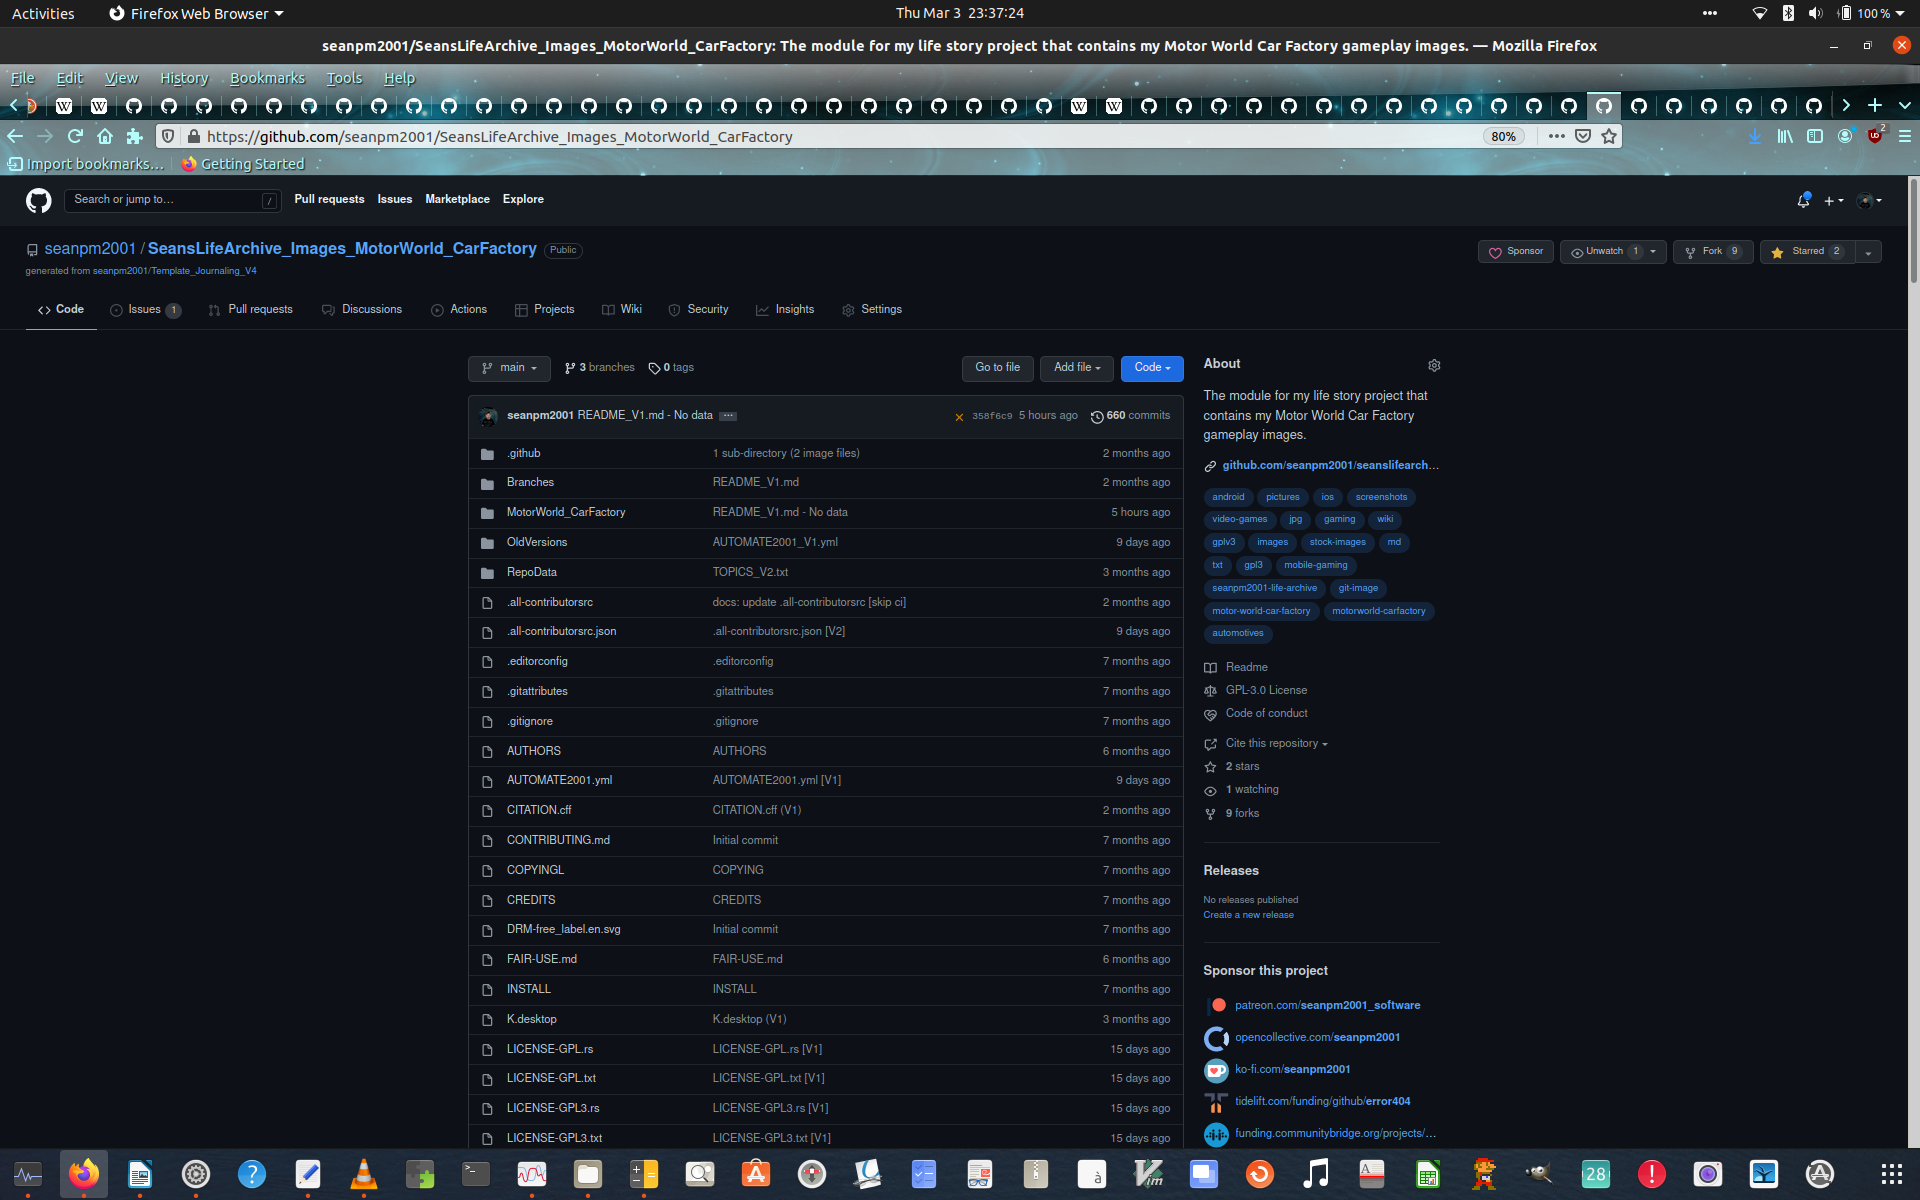 Activities
Firefox Web Browser
Thu Mar 3 23:37:24
100 %
seanpm2001/SeansLifeArchive_Images_MotorWorld_CarFactory: The module for my life story project that contains my Motor World Car Factory gameplay images. — Mozilla Firefox
File Edit View History Bookmarks Tools Help
https://github.com/seanpm2001/SeansLifeArchive_Images_MotorWorld_CarFactory
80%
2
Import bookmarks… Getting Started
Search or jump to… /
Pull requests Issues Marketplace Explore
seanpm2001 / SeansLifeArchive_Images_MotorWorld_CarFactory Public
generated from seanpm2001/Template_Journaling_V4
Sponsor Unwatch 1 Fork 9 Starred 2
Code Issues 1 Pull requests Discussions Actions Projects Wiki Security Insights Settings
main 3 branches 0 tags Go to file Add file Code
seanpm2001 README_V1.md - No data 358f6c9 5 hours ago 660 commits
.github 1 sub-directory (2 image files) 2 months ago
Branches README_V1.md 2 months ago
MotorWorld_CarFactory README_V1.md - No data 5 hours ago
OldVersions AUTOMATE2001_V1.yml 9 days ago
RepoData TOPICS_V2.txt 3 months ago
.all-contributorsrc docs: update .all-contributorsrc [skip ci] 2 months ago
.all-contributorsrc.json .all-contributorsrc.json [V2] 9 days ago
.editorconfig .editorconfig 7 months ago
.gitattributes .gitattributes 7 months ago
.gitignore .gitignore 7 months ago
AUTHORS AUTHORS 6 months ago
AUTOMATE2001.yml AUTOMATE2001.yml [V1] 9 days ago
CITATION.cff CITATION.cff (V1) 2 months ago
CONTRIBUTING.md Initial commit 7 months ago
COPYINGL COPYING 7 months ago
CREDITS CREDITS 7 months ago
DRM-free_label.en.svg Initial commit 7 months ago
FAIR-USE.md FAIR-USE.md 6 months ago
INSTALL INSTALL 7 months ago
K.desktop K.desktop (V1) 3 months ago
LICENSE-GPL.rs LICENSE-GPL.rs [V1] 15 days ago
LICENSE-GPL.txt LICENSE-GPL.txt [V1] 15 days ago
LICENSE-GPL3.rs LICENSE-GPL3.rs [V1] 15 days ago
LICENSE-GPL3.txt LICENSE-GPL3.txt [V1] 15 days ago
About
The module for my life story project that
contains my Motor World Car Factory
gameplay images.
github.com/seanpm2001/seanslifearch…
android pictures ios screenshots
video-games jpg gaming wiki
gplv3 images stock-images md
txt gpl3 mobile-gaming
seanpm2001-life-archive git-image
motor-world-car-factory motorworld-carfactory
automotives
Readme
GPL-3.0 License
Code of conduct
Cite this repository
2 stars
1 watching
9 forks
Releases
No releases published
Create a new release
Sponsor this project
patreon.com/seanpm2001_software
opencollective.com/seanpm2001
ko-fi.com/seanpm2001
tidelift.com/funding/github/error404
funding.communitybridge.org/projects/…
28